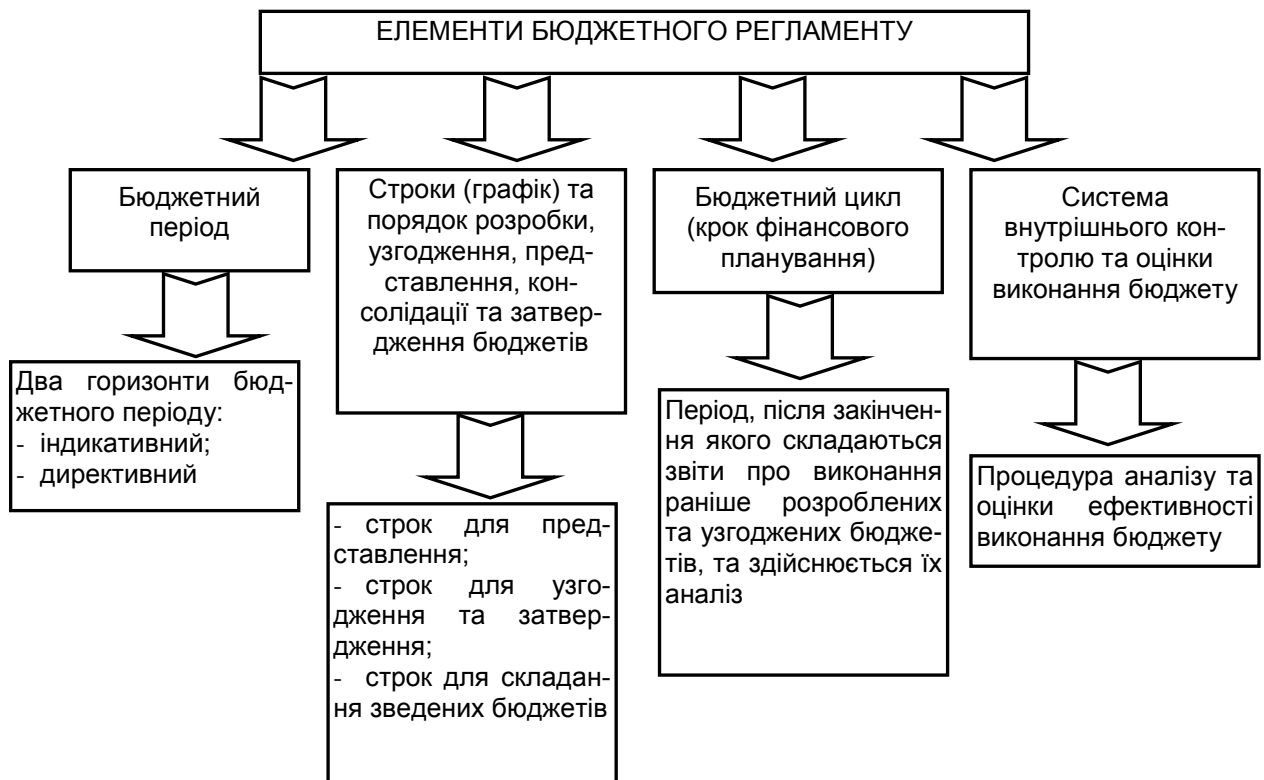 ЕЛЕМЕНТИ БЮДЖЕТНОГО РЕГЛАМЕНТУ
Бюджетний
період
Строки (графік) та
порядок розробки,
узгодження, пред-
ставлення, кон-
солідації та затвер-
дження бюджетів
Бюджетний цикл
(крок фінансового
планування)
Система
внутрішнього кон-
тролю та оцінки
виконання бюджету
Два горизонти бюд-
жетного періоду:
- індикативний;
- директивний
- строк для пред-
ставлення;
- строк для узго-
дження та затвер-
дження;
- строк для складан-
ня зведених бюджетів
Період, після закінчен-
ня якого складаються
звіти про виконання
раніше розроблених
та узгоджених бюдже-
тів, та здійснюється їх
аналіз
Процедура аналізу та
оцінки ефективності
виконання бюджету